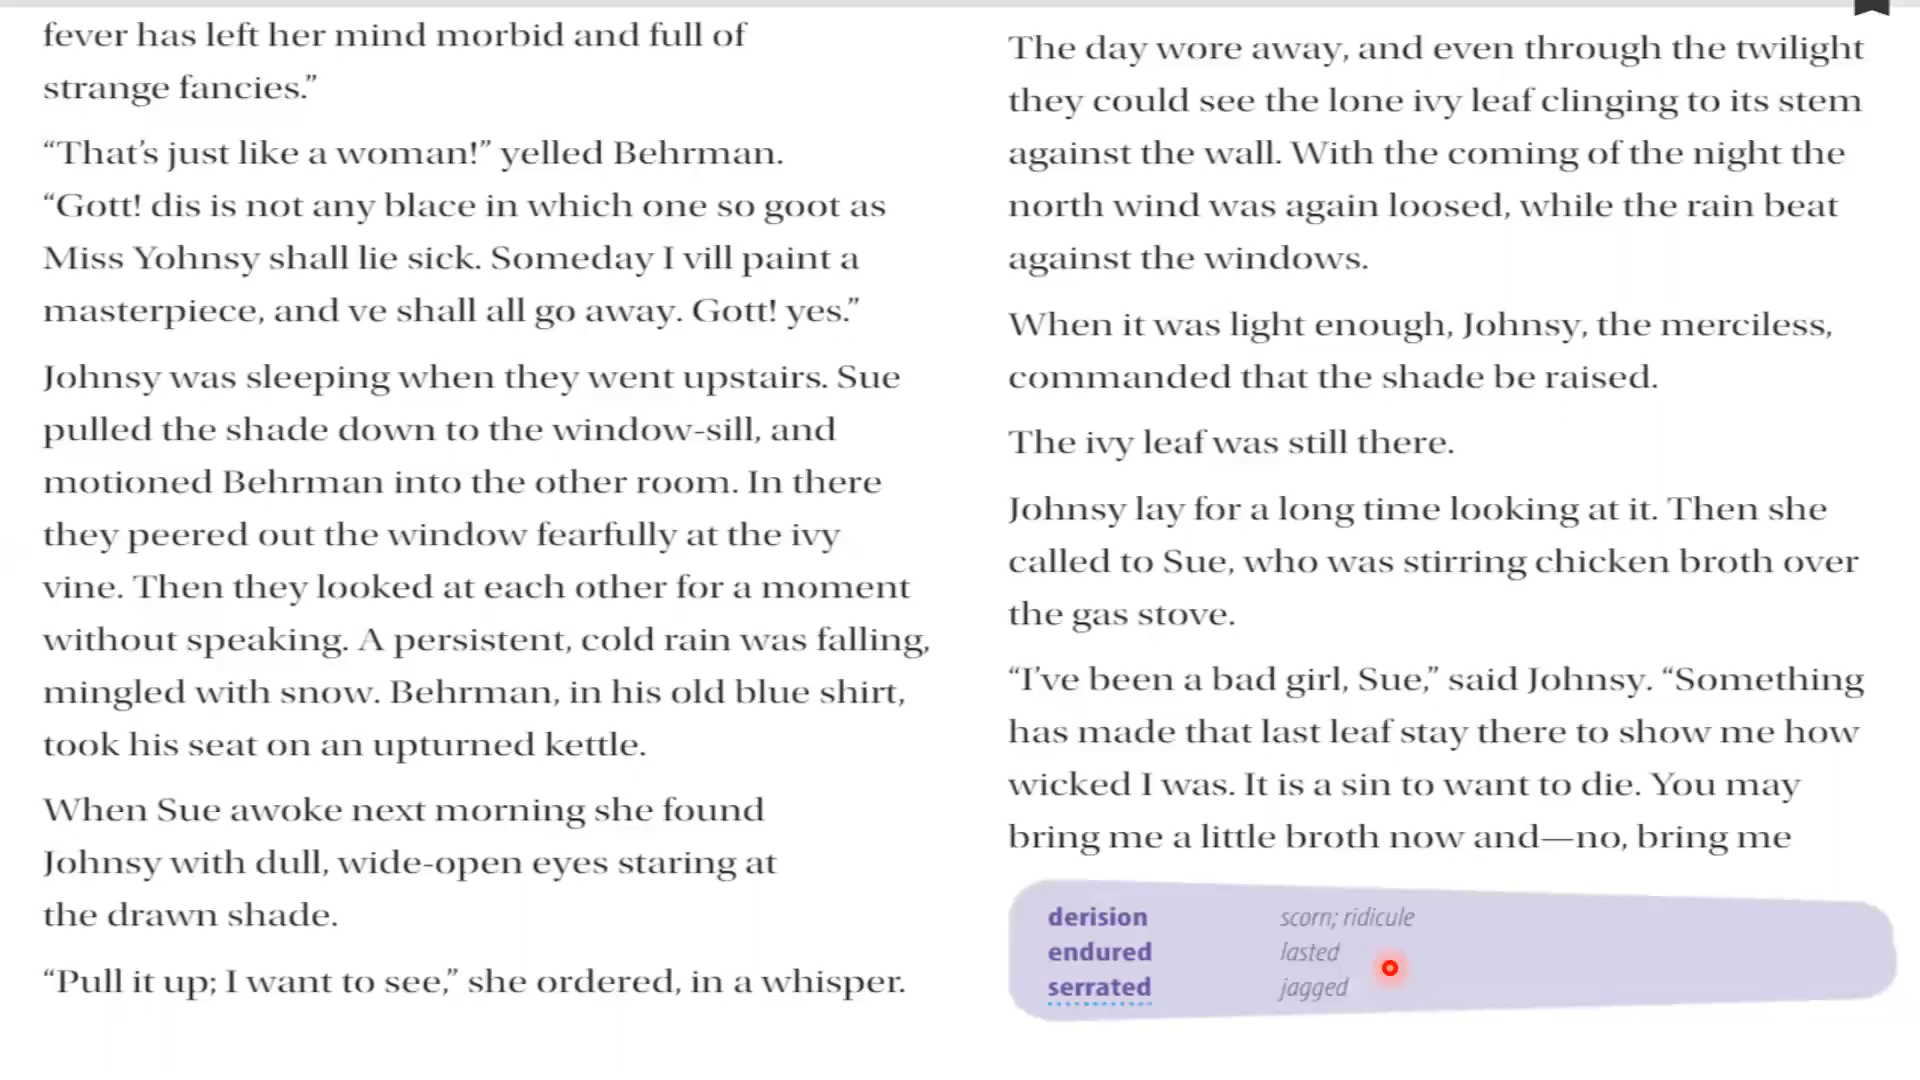 fever has left her mind morbid and full of
strange fancies.”
“That’s just like a woman!” yelled Behrman.
“Gott! dis is not any blace in which one so goot as
Miss Yohnsy shall lie sick. Someday I vill paint a
masterpiece, and ve shall all go away. Gott! yes.”
Johnsy was sleeping when they went upstairs. Sue
pulled the shade down to the window-sill, and
motioned Behrman into the other room. In there
they peered out the window fearfully at the ivy
vine. Then they looked at each other for a moment
without speaking. A persistent, cold rain was falling,
mingled with snow. Behrman, in his old blue shirt,
took his seat on an upturned kettle.
When Sue awoke next morning she found
Johnsy with dull, wide-open eyes staring at
the drawn shade.
“Pull it up; I want to see,” she ordered, in a whisper.
The day wore away, and even through the twilight
they could see the lone ivy leaf clinging to its stem
against the wall. With the coming of the night the
north wind was again loosed, while the rain beat
against the windows.
When it was light enough, Johnsy, the merciless,
commanded that the shade be raised.
The ivy leaf was still there.
Johnsy lay for a long time looking at it. Then she
called to Sue, who was stirring chicken broth over
the gas stove.
“I’ve been a bad girl, Sue,” said Johnsy. “Something
has made that last leaf stay there to show me how
wicked I was. It is a sin to want to die. You may
bring me a little broth now and—no, bring me
derision scorn; ridicule
endured lasted
serrated jagged